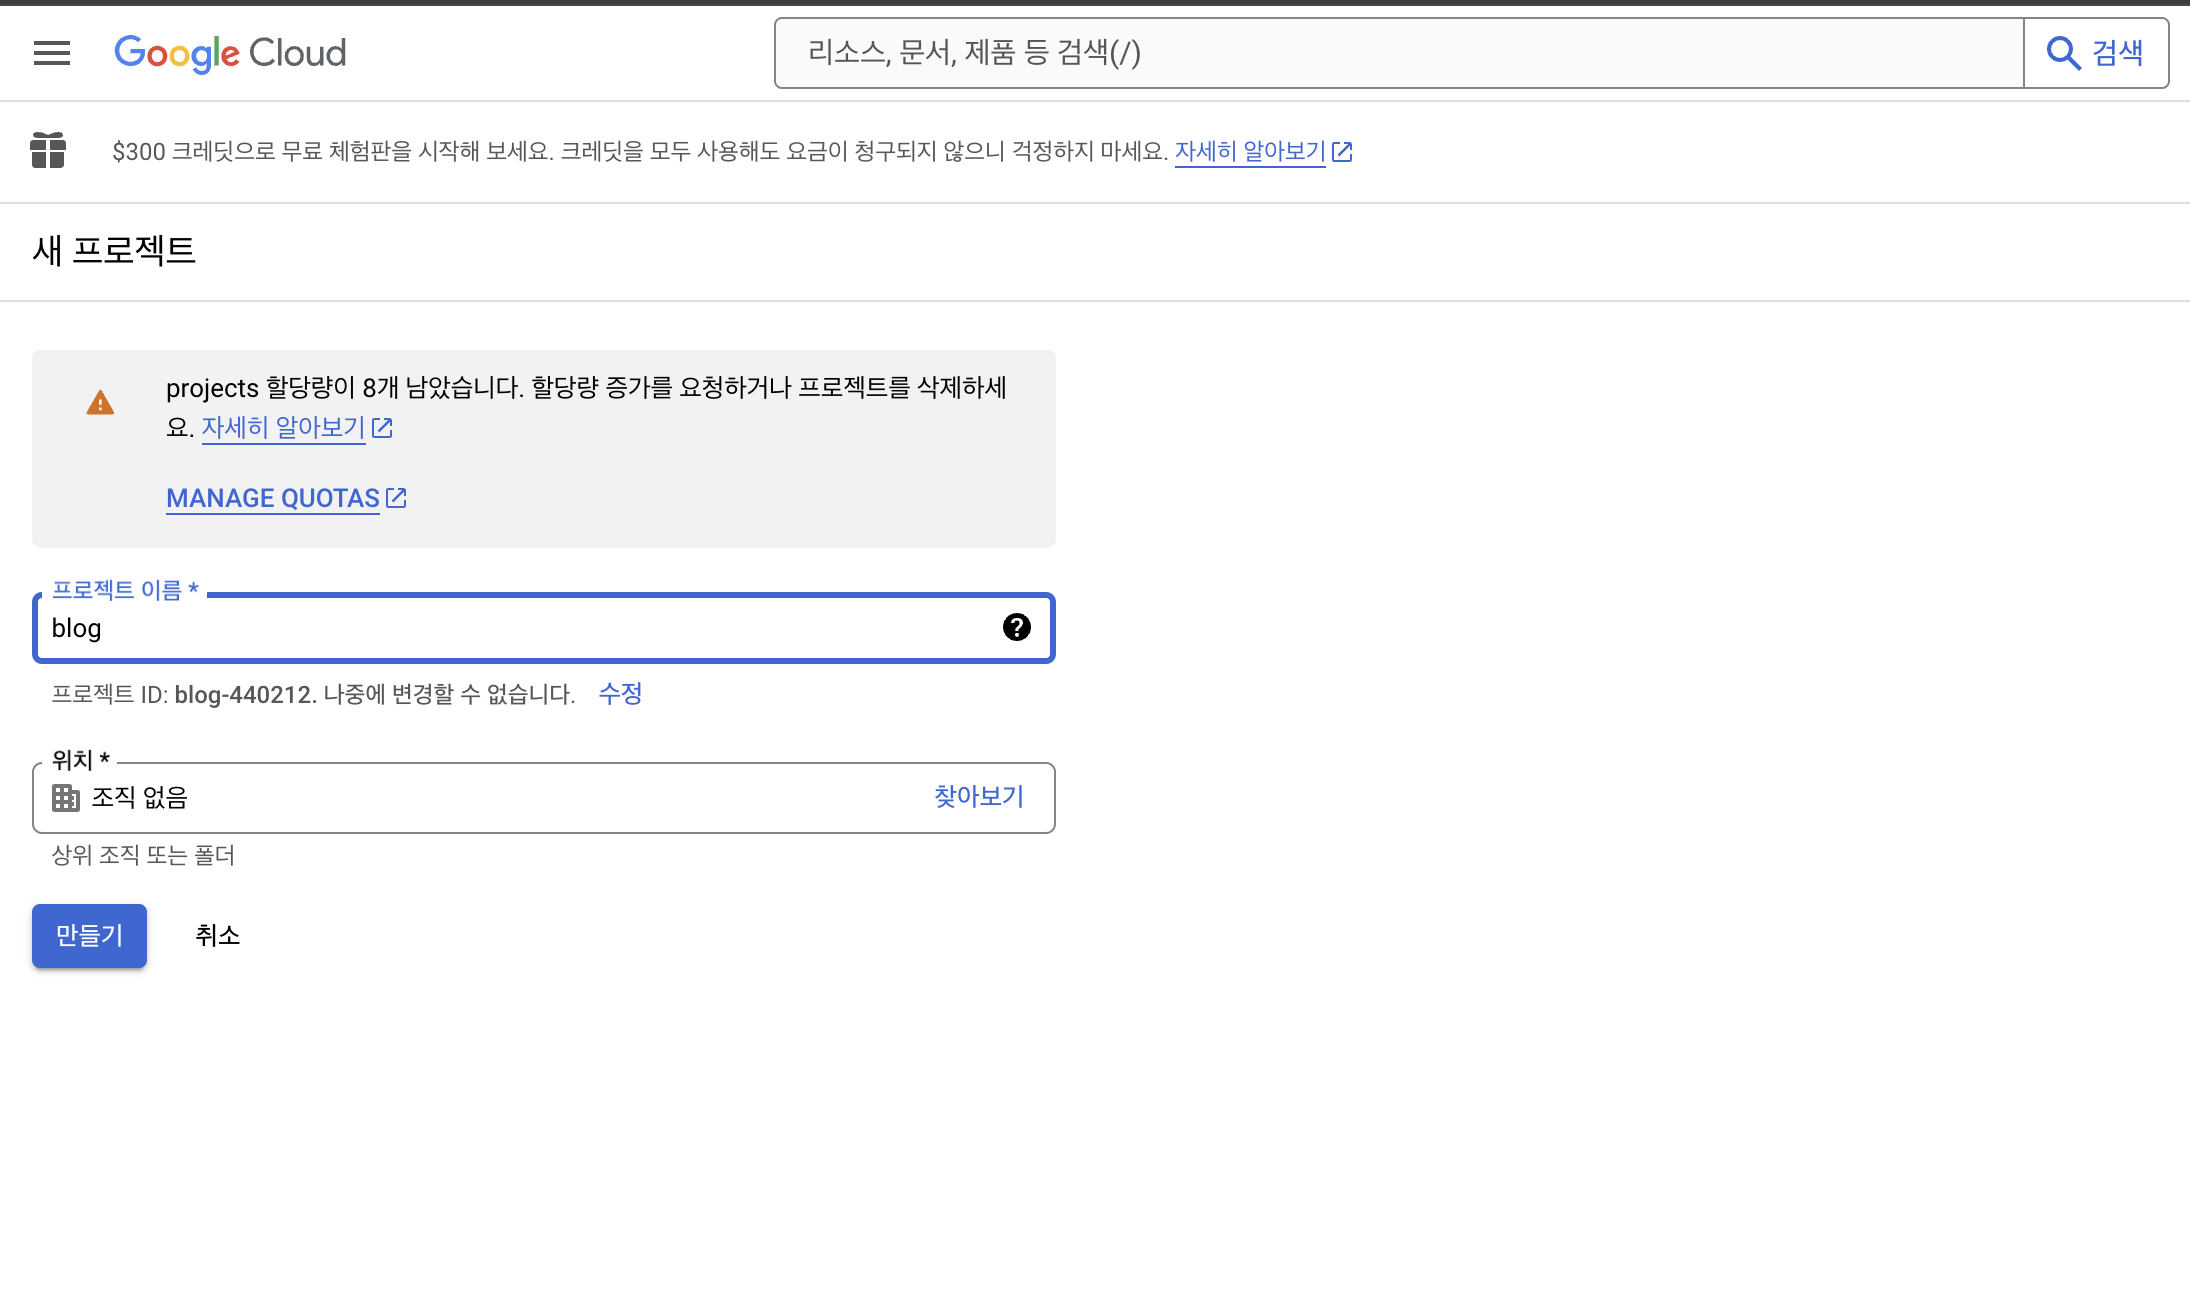 Google Cloud
리소스, 문서, 제품 등 검색(/)
검색
$300 크레딧으로 무료 체험판을 시작해 보세요. 크레딧을 모두 사용해도 요금이 청구되지 않으니 걱정하지 마세요. 자세히 알아보기
새 프로젝트
projects 할당량이 8개 남았습니다. 할당량 증가를 요청하거나 프로젝트를 삭제하세
요. 자세히 알아보기
MANAGE QUOTAS
프로젝트 이름 *
blog
프로젝트 ID: blog-440212. 나중에 변경할 수 없습니다. 수정
위치 *
조직 없음
찾아보기
상위 조직 또는 폴더
만들기
취소